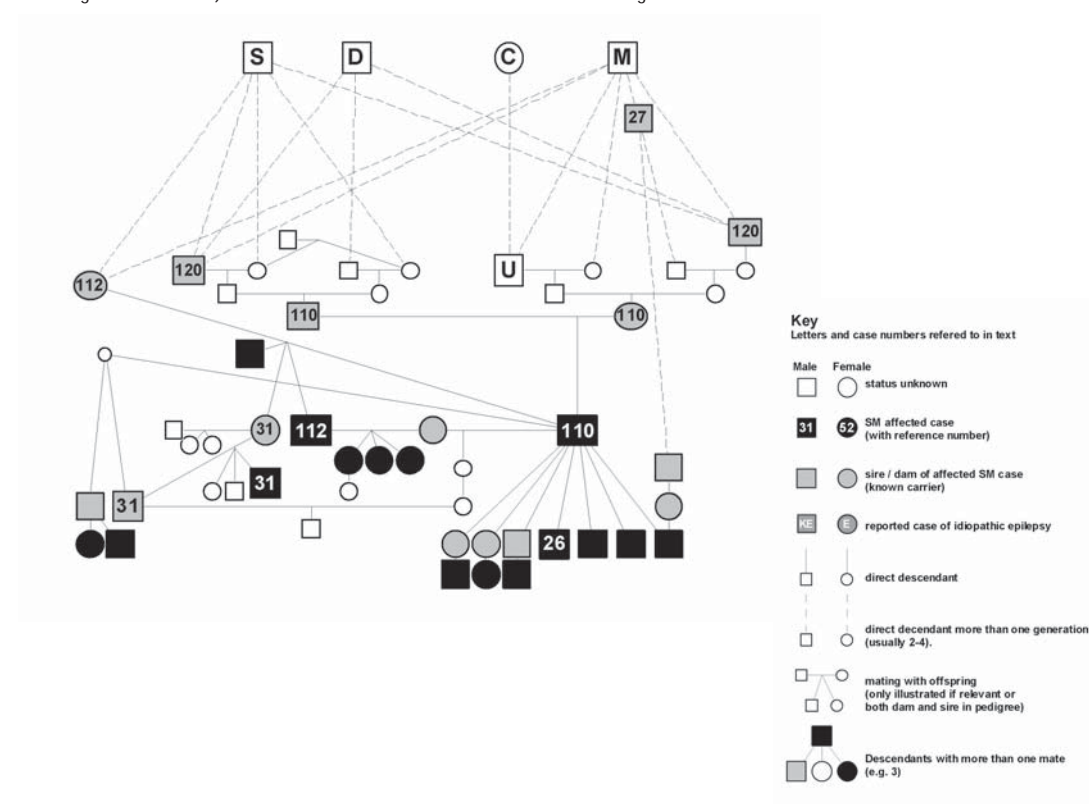 S D C M
27
120
112 120 U
110 110
31 112 110
31
31
26
Key
Letters and case numbers refered to in text
Male Female
status unknown
31 52 SM affected case
(with reference number)
sire / dam of affected SM case
(known carrier)
KE E reported case of idiopathic epilepsy
direct descendant
direct decendant more than one generation
(usually 2-4).
mating with offspring
(only illustrated if relevant or
both dam and sire in pedigree)
Descendants with more than one mate
(e.g. 3)